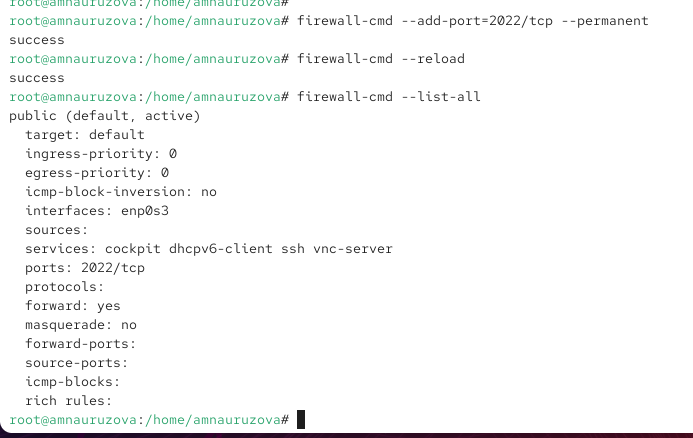 root@amnauruzova:/home/amnauruzova#
root@amnauruzova:/home/amnauruzova# firewall-cmd --add-port=2022/tcp --permanent
success
root@amnauruzova:/home/amnauruzova# firewall-cmd --reload
success
root@amnauruzova:/home/amnauruzova# firewall-cmd --list-all
public (default, active)
  target: default
  ingress-priority: 0
  egress-priority: 0
  icmp-block-inversion: no
  interfaces: enp0s3
  sources:
  services: cockpit dhcpv6-client ssh vnc-server
  ports: 2022/tcp
  protocols:
  forward: yes
  masquerade: no
  forward-ports:
  source-ports:
  icmp-blocks:
  rich rules:
root@amnauruzova:/home/amnauruzova#